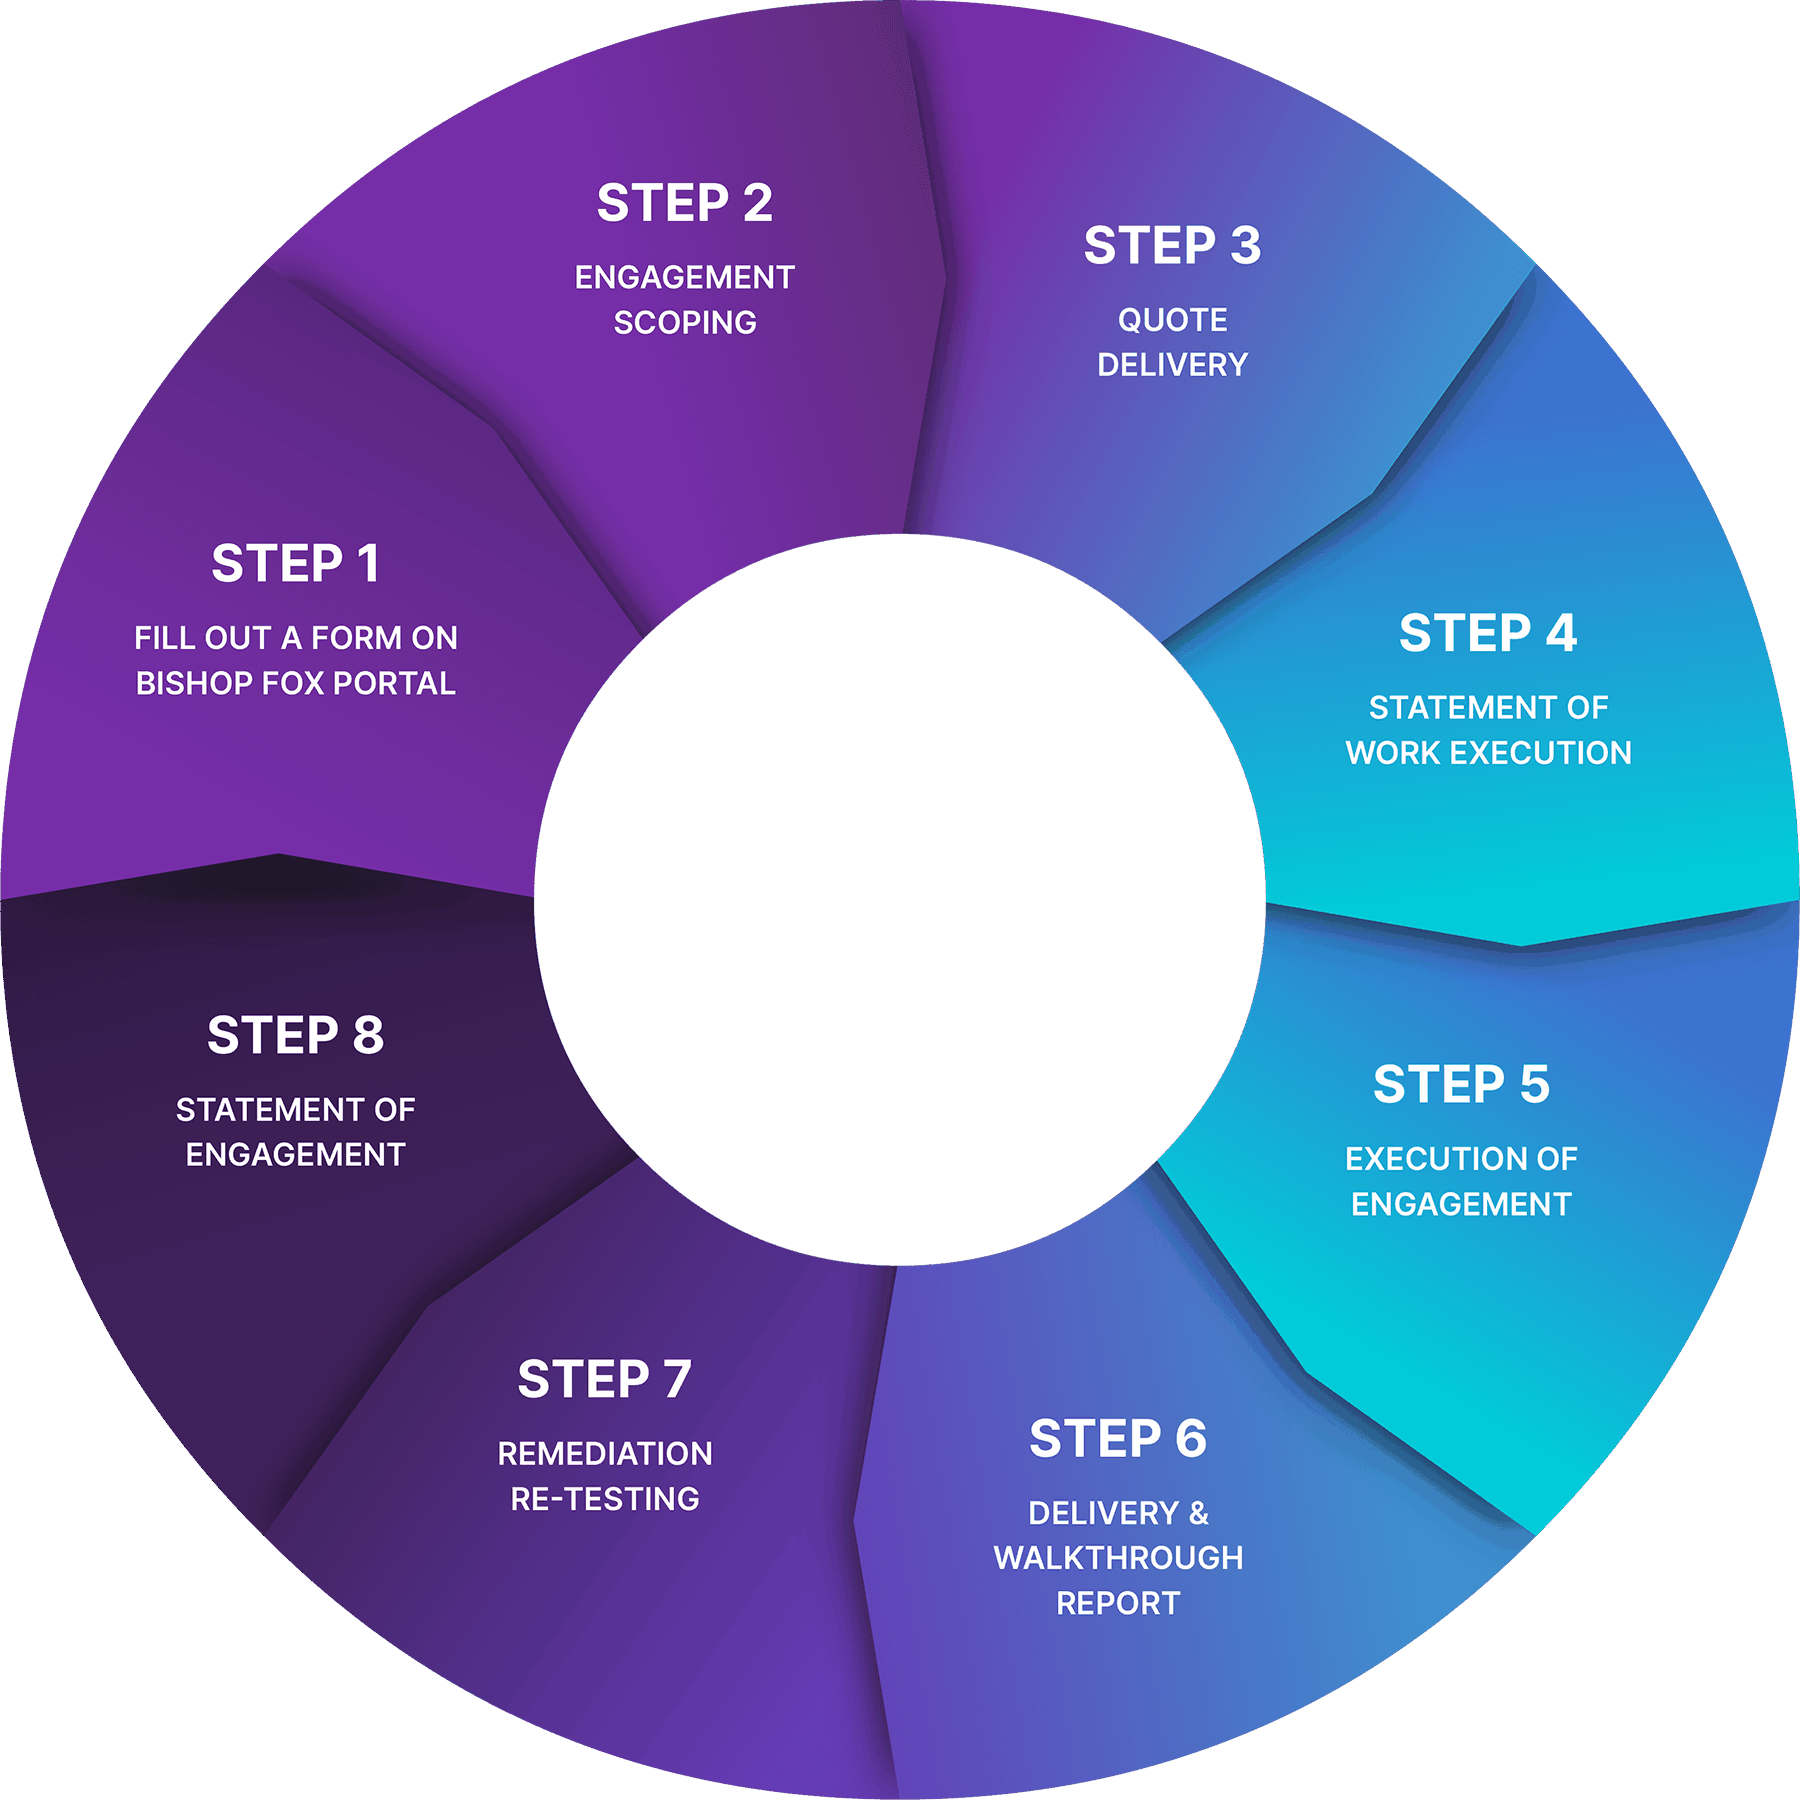 STEP 1
FILL OUT A FORM ON
BISHOP FOX PORTAL
STEP 2
ENGAGEMENT
SCOPING
STEP 3
QUOTE
DELIVERY
STEP 4
STATEMENT OF
WORK EXECUTION
STEP 5
EXECUTION OF
ENGAGEMENT
STEP 6
DELIVERY &
WALKTHROUGH
REPORT
STEP 7
REMEDIATION
RE-TESTING
STEP 8
STATEMENT OF
ENGAGEMENT